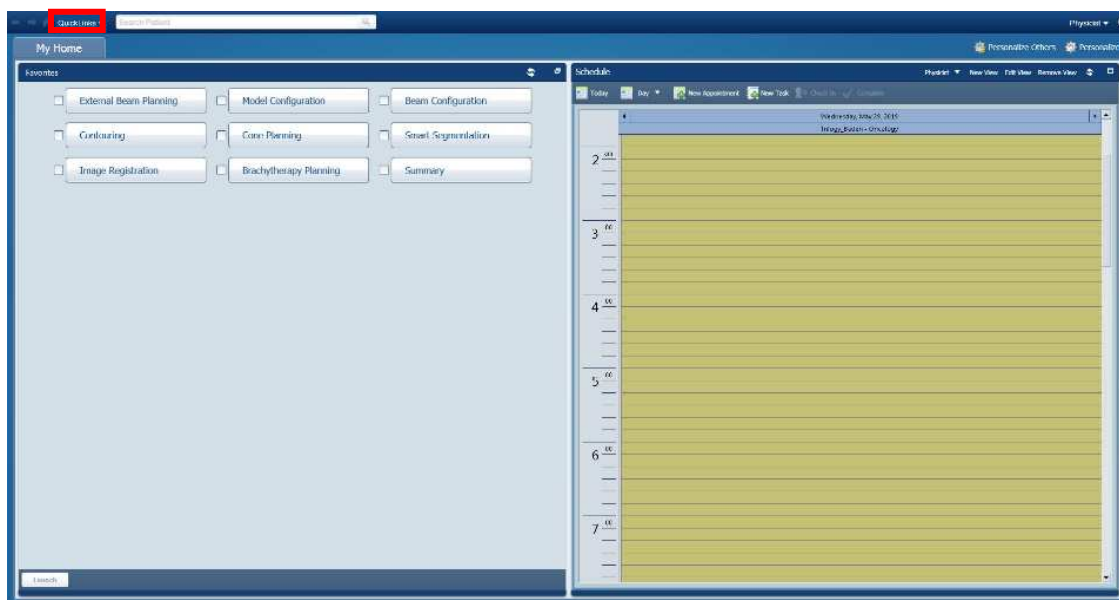 QuickLinks
Search Patient
Physicist
My Home
Personalize Others
Personalize
Favorites
External Beam Planning
Model Configuration
Beam Configuration
Contouring
Cone Planning
Smart Segmentation
Image Registration
Brachytherapy Planning
Summary
Launch
Schedule
Physicist New View Edit View Remove View
Today Day New Appointment New Task Check In Complete
Wednesday, May 29, 2019
2 00
3 00
4 00
5 00
6 00
7 00